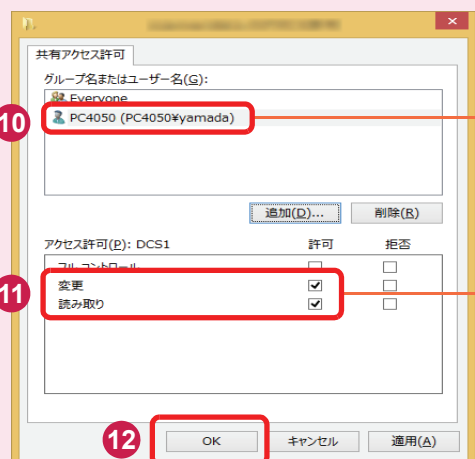 共有アクセス許可
グループ名またはユーザー名(G):
Everyone
10
PC4050 (PC4050¥yamada)
追加(D)...
削除(R)
アクセス許可(P): DCS1
許可
拒否
フル コントロール
11
変更
読み取り
12
OK
キャンセル
適用(A)